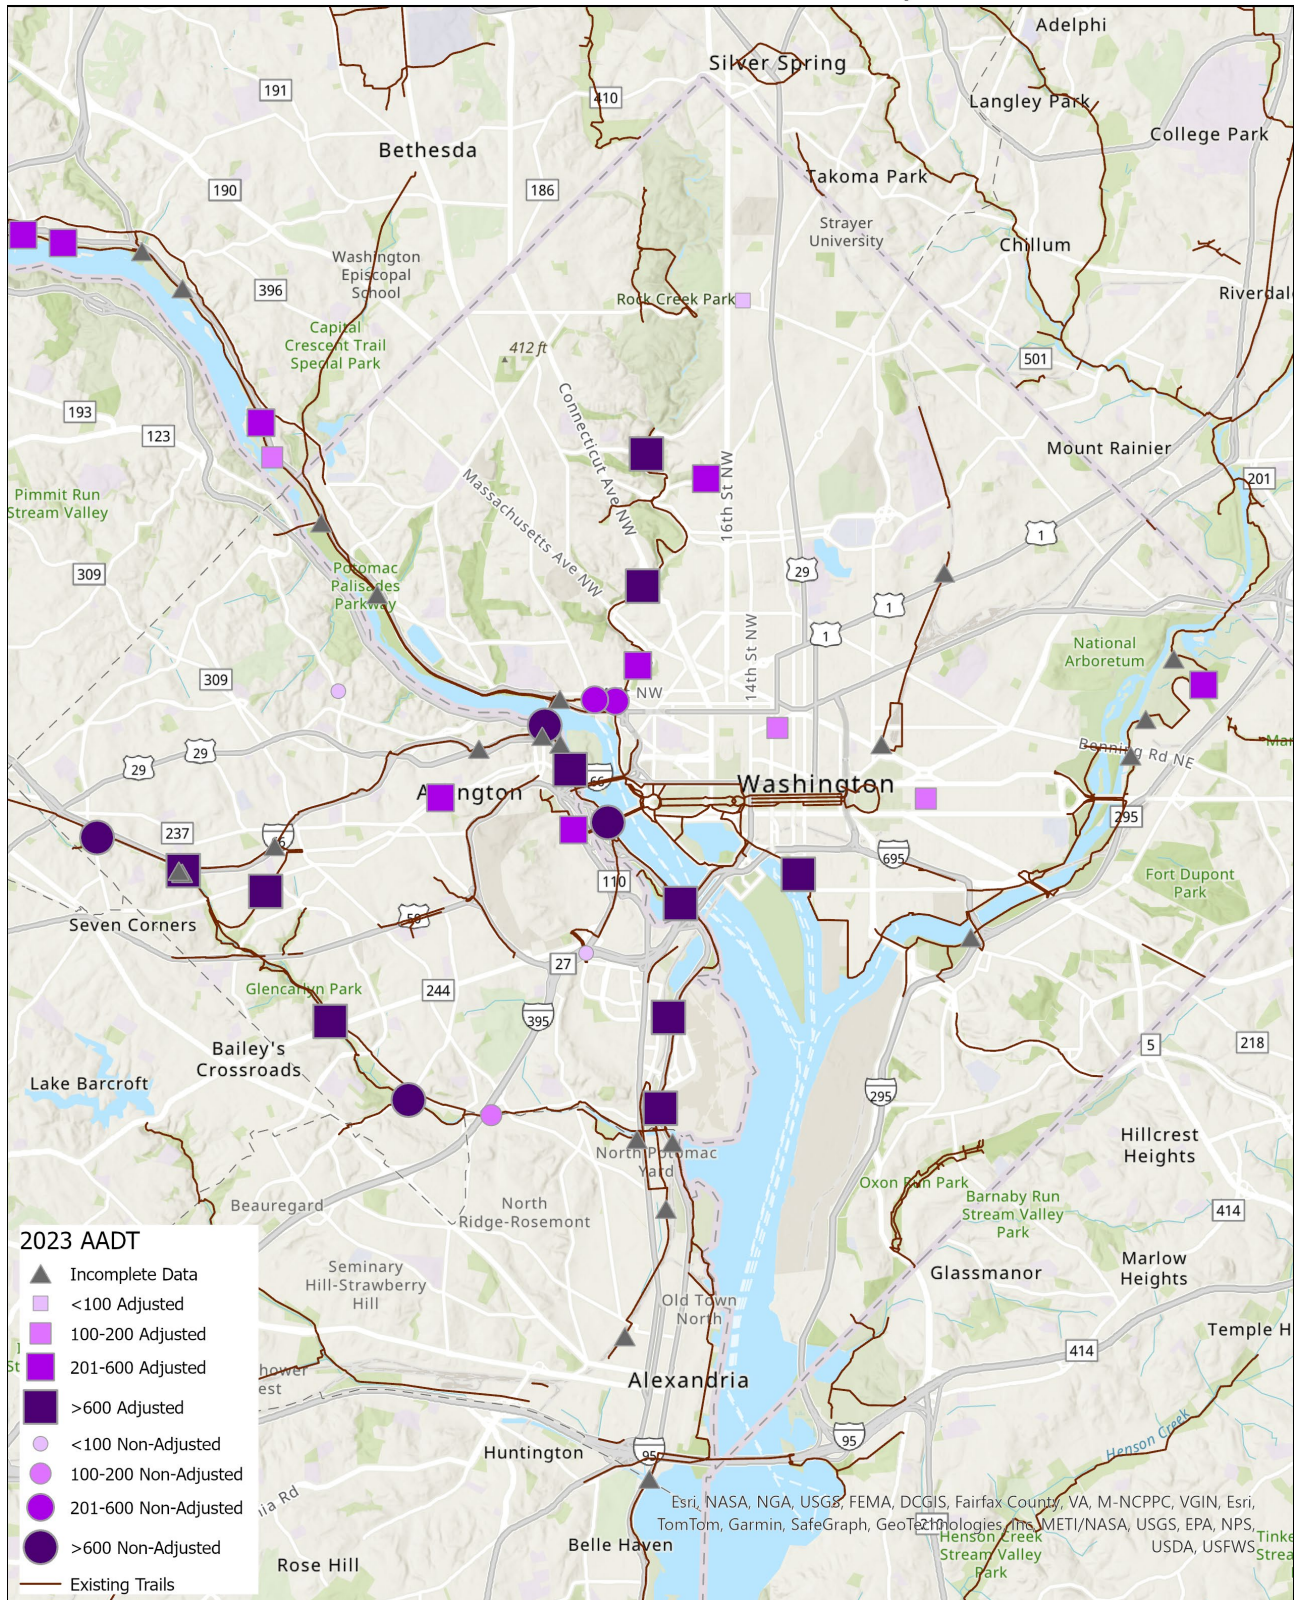 Adelphi
Silver Spring
191
410
Langley Park
College Park
Bethesda
190
186
Takoma Park
Strayer
University
Chillum
Washington
Episcopal
School
396
Rock Creek Park
Riverdal
Capital
Crescent Trail
Special Park
412 ft
501
193
123
Connecticut Ave NW
Mount Rainier
16th St NW
201
Massachusetts Ave NW
Pimmit Run
Stream Valley
1
309
29
Potomac
Palisades
Parkway
1
1
14th St NW
National
Arboretum
309
NW
29
29
Benning Rd NE
Mar
66
Washington
Arlington
237
295
695
110
Fort Dupont
Park
50
Seven Corners
27
Glencarlyn Park
244
395
5
218
Bailey's
Crossroads
Lake Barcroft
295
Hillcrest
Heights
North Potomac
Yard
Oxon Run Park
Barnaby Run
Stream Valley
Park
Beauregard
North
Ridge-Rosemont
414
Marlow
Heights
Glassmanor
Seminary
Hill-Strawberry
Hill
Old Town
North
Temple H
414
Alexandria
95
95
Huntington
Henson Creek
Belle Haven
Rose Hill
Henson Creek
Stream Valley
Park
Tinke
Strea
2023 AADT
Incomplete Data
<100 Adjusted
100-200 Adjusted
201-600 Adjusted
>600 Adjusted
<100 Non-Adjusted
100-200 Non-Adjusted
201-600 Non-Adjusted
>600 Non-Adjusted
Existing Trails
Esri, NASA, NGA, USGS, FEMA, DCGIS, Fairfax County, VA, M-NCPPC, VGIN, Esri,
TomTom, Garmin, SafeGraph, GeoTechnologies, Inc, METI/NASA, USGS, EPA, NPS,
USDA, USFWS